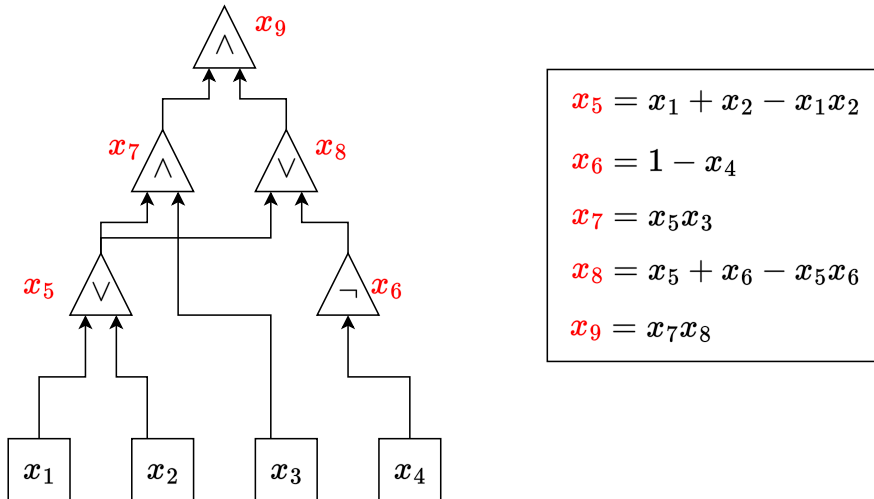 x₉
∧
x₇
∧
x₈
∨
x₅
∨
x₆
¬
x₁
x₂
x₃
x₄
x₅ = x₁ + x₂ − x₁x₂
x₆ = 1 − x₄
x₇ = x₅x₃
x₈ = x₅ + x₆ − x₅x₆
x₉ = x₇x₈